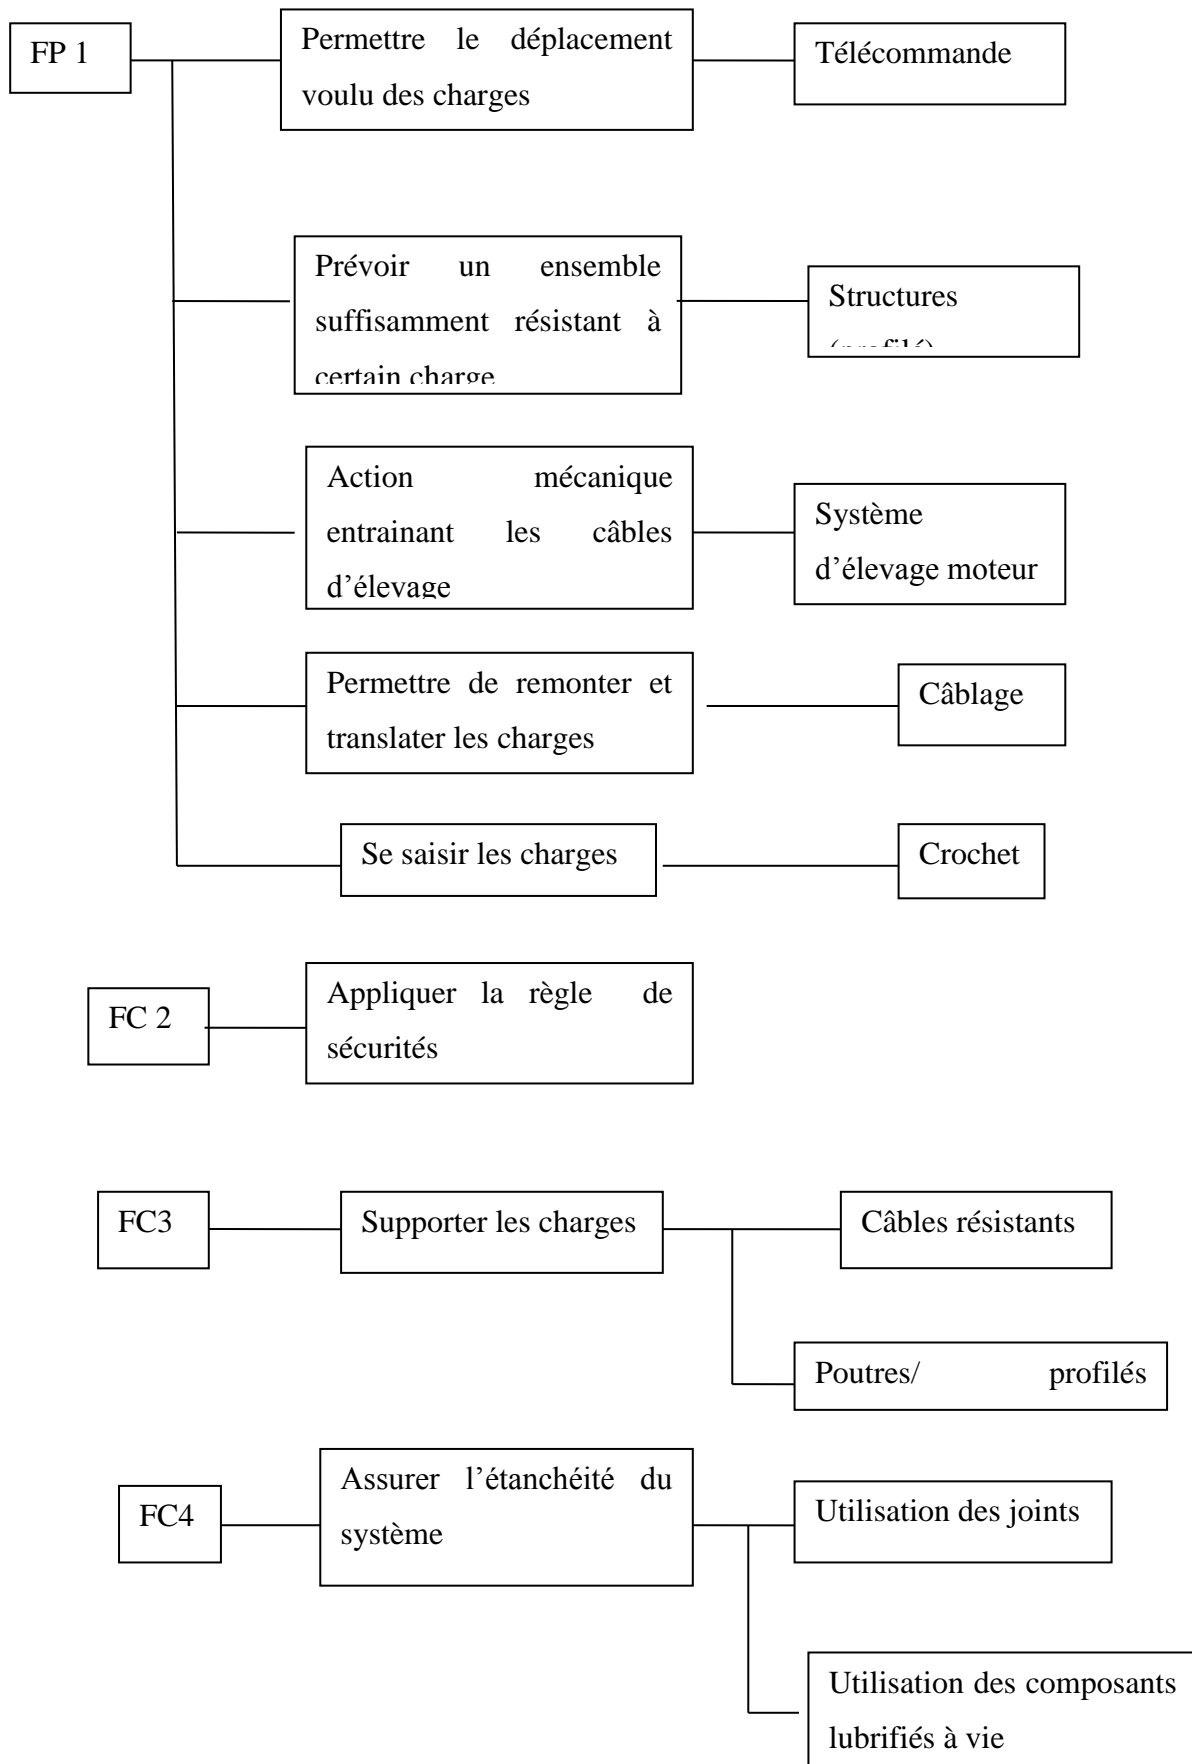 FP 1
Permettre le déplacement
voulu des charges
Télécommande
Prévoir un ensemble
suffisamment résistant à
certain charge
Structures
(profilé)
Action mécanique
entrainant les câbles
d’élevage
Système
d’élevage moteur
Permettre de remonter et
translater les charges
Câblage
Se saisir les charges
Crochet
FC 2
Appliquer la règle de
sécurités
FC3
Supporter les charges
Câbles résistants
Poutres/ profilés
FC4
Assurer l’étanchéité du
système
Utilisation des joints
Utilisation des composants
lubrifiés à vie